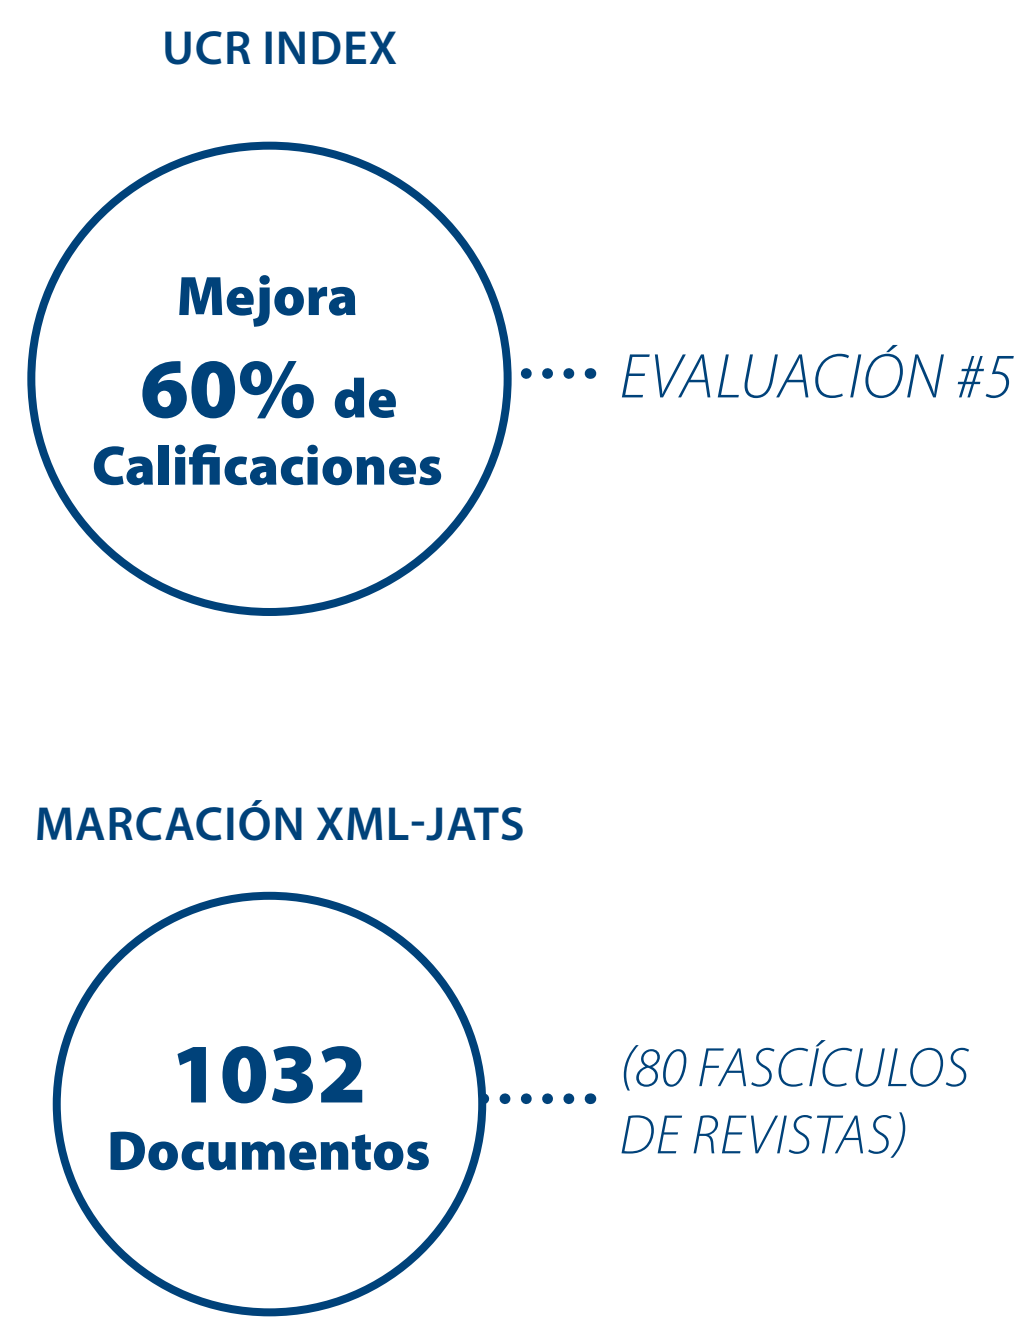 UCR INDEX
Mejora
60% de
Calificaciones
EVALUACIÓN #5
MARCACIÓN XML-JATS
1032
Documentos
(80 FASCÍCULOS
DE REVISTAS)